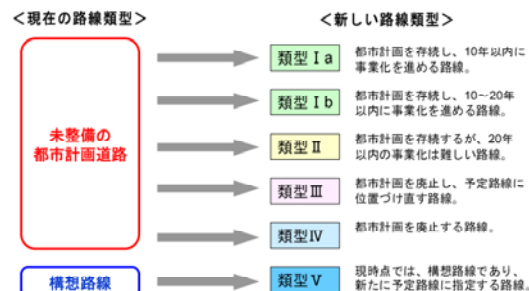 ＜現在の路線類型＞
＜新しい路線類型＞
未整備の
都市計画道路
類型Ⅰa
都市計画を存続し、10年以内に
事業化を進める路線。
類型Ⅰb
都市計画を存続し、10～20年
以内に事業化を進める路線。
類型Ⅱ
都市計画を存続するが、20年
以内の事業化は難しい路線。
類型Ⅲ
都市計画を廃止し、予定路線に
位置づけ直す路線。
類型Ⅳ
都市計画を廃止する路線。
構想路線
類型Ⅴ
現時点では、構想路線であり、
新たに予定路線に指定する路線。